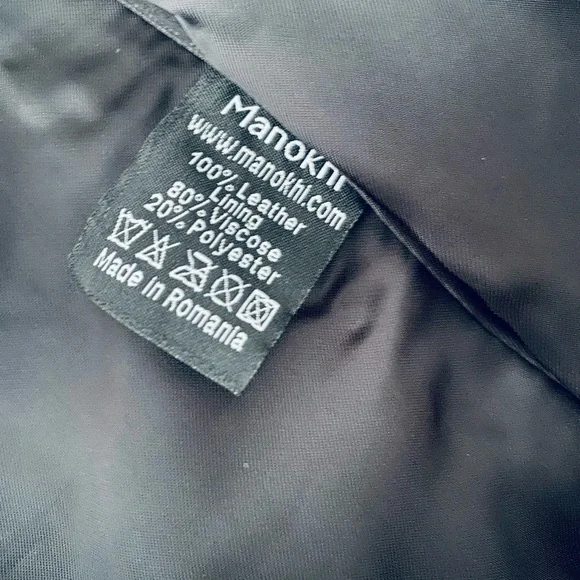 Manokhi
www.manokhi.com
100% Leather
Lining
80% Viscose
20% Polyester
Made in Romania